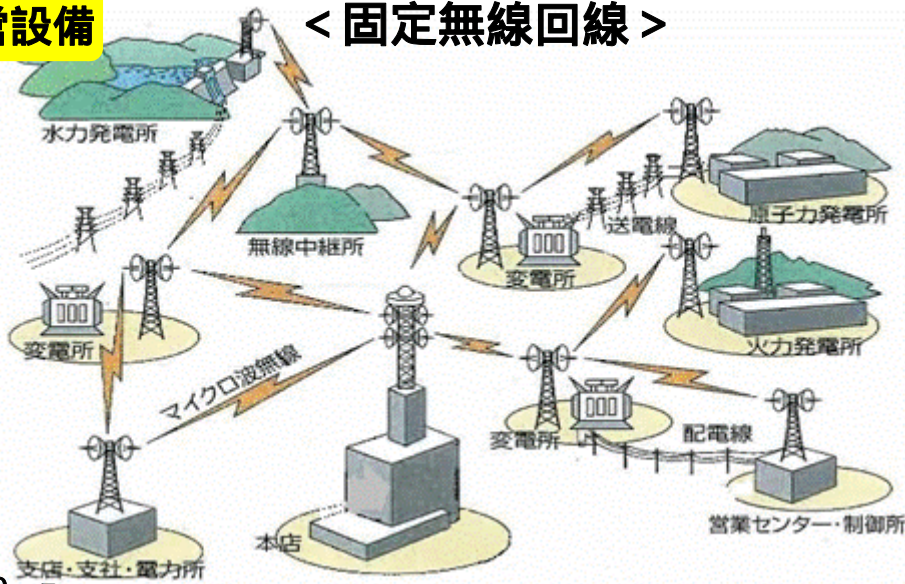 設備
<固定無線回線>
水力発電所
無線中継所
送電線
原子力発電所
変電所
変電所
火力発電所
マイクロ波無線
変電所
配電線
本店
営業センター・制御所
支店・支社・電力所